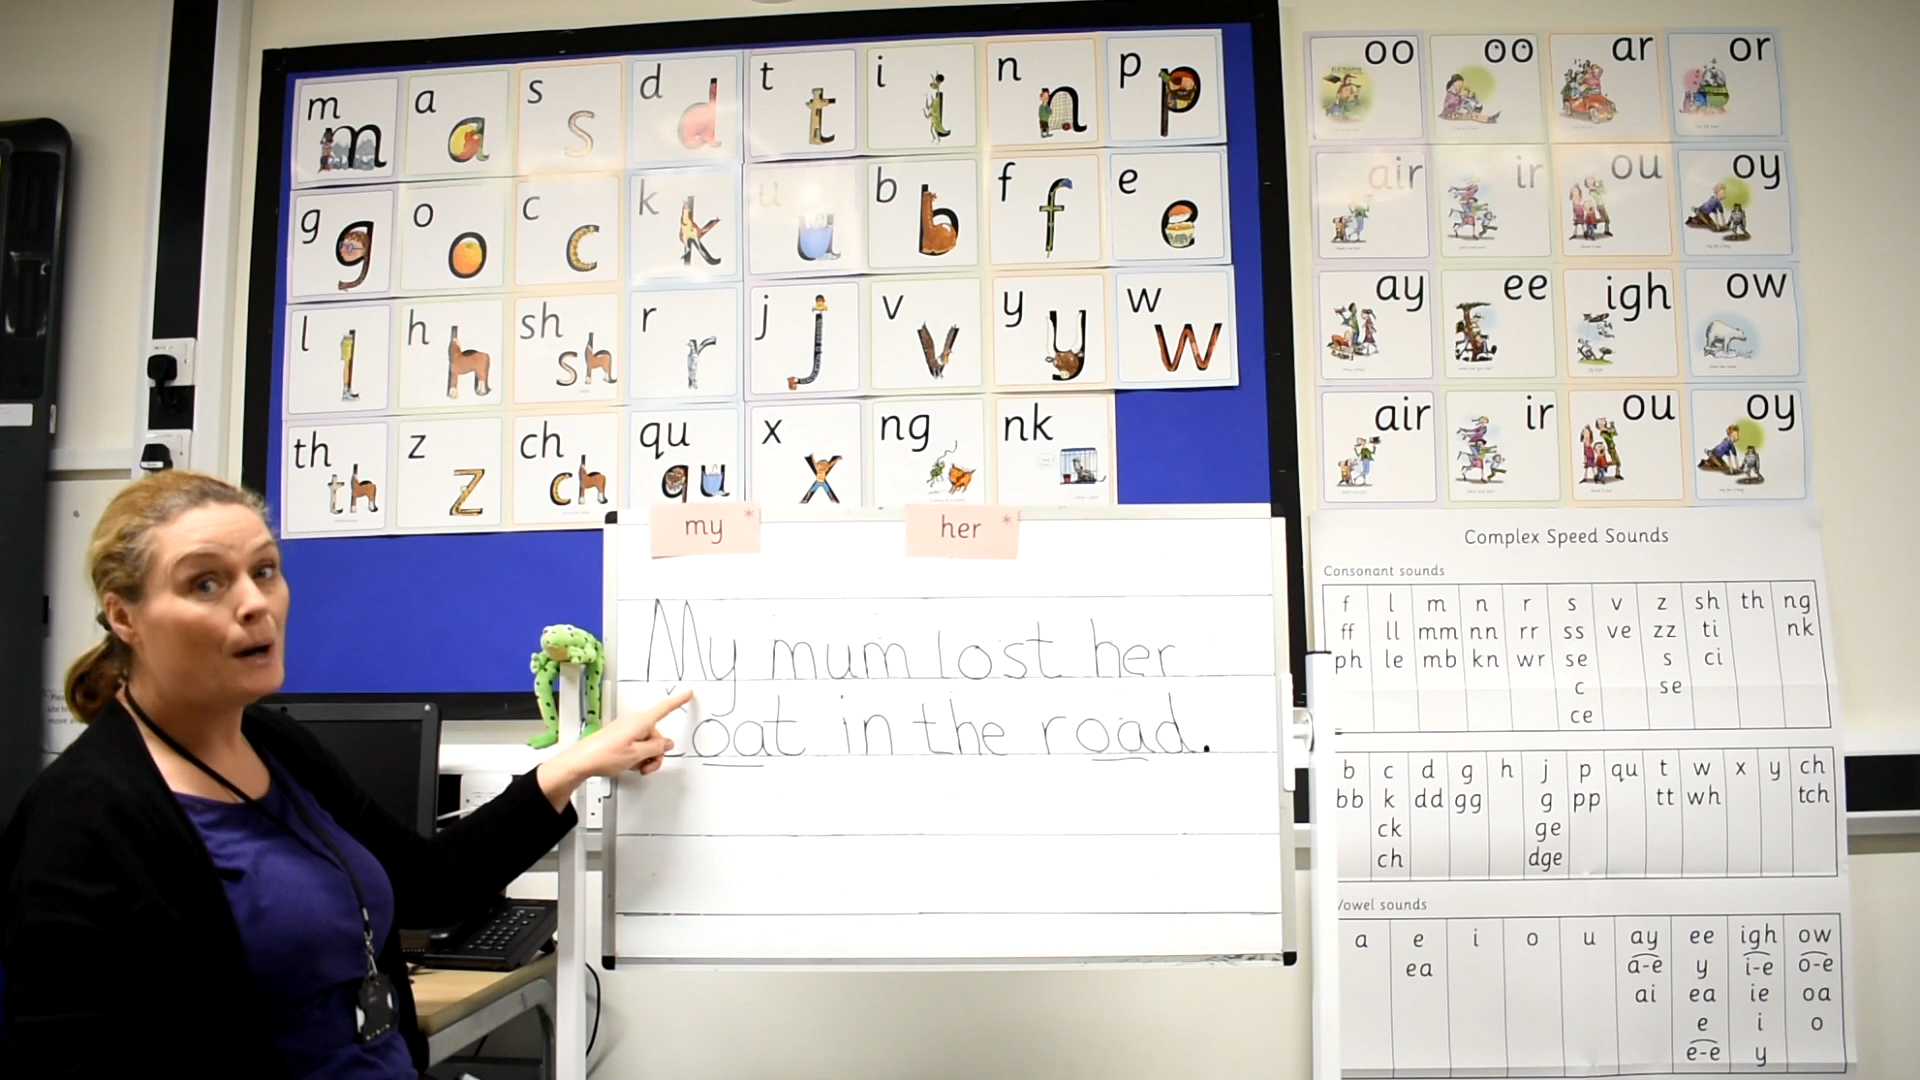 m a s d t i n p
m a s d t i n p
g o c k u b f e
g o c k u b f e
l h sh r j v y w
l h sh r j v y w
th z ch qu x ng nk
th z ch qu x
oo oo ar or
air ir ou oy
ay ee igh ow
air ir ou oy
my * her *
My mum lost her
coat in the road.
Complex Speed Sounds
Consonant sounds
f l m n r s v z sh th ng
ff ll mm nn rr ss ve zz ti nk
ph le mb kn wr se s ci
c se
ce
b c d g h j p qu t w x y ch
bb k dd gg g pp tt wh tch
ck ge
ch dge
Vowel sounds
a e i o u ay ee igh ow
ea a-e y i-e o-e
ai ea ie oa
e i o
e-e y